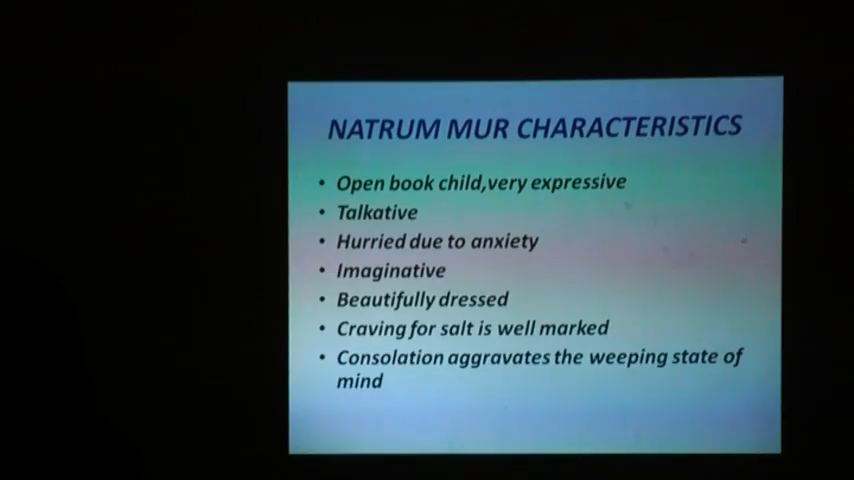 NATRUM MUR CHARACTERISTICS
• Open book child,very expressive
• Talkative
• Hurried due to anxiety
• Imaginative
• Beautifully dressed
• Craving for salt is well marked
• Consolation aggravates the weeping state of
mind